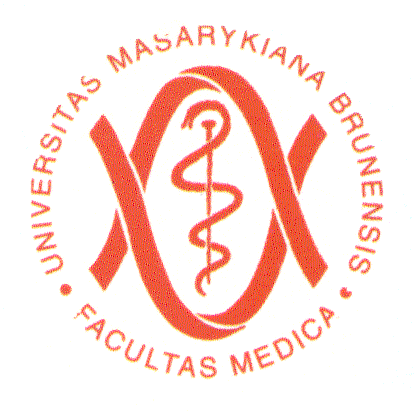 UNIVERSITAS MASARYKIANA BRUNENSIS
• FACULTAS MEDICA •